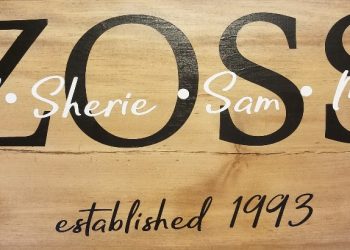 ZOSS
• Sherie • Sam •
established 1993